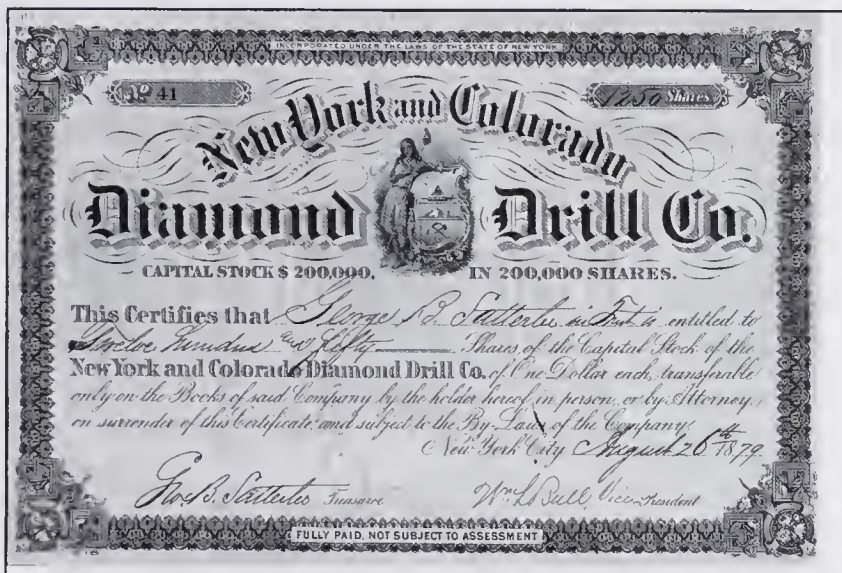 INCORPORATED UNDER THE LAWS OF THE STATE OF NEW YORK
No 41 1250 Shares
New York and Colorado
Diamond Drill Co.
CAPITAL STOCK $ 200,000. IN 200,000 SHARES.
This Certifies that George B Satterlee in Trust is entitled to
Twelve hundred and fifty Shares of the Capital Stock of the
New York and Colorado Diamond Drill Co. of One Dollar each, transferable
only on the Books of said Company by the holder hereof in person, or by Attorney,
on surrender of this Certificate, and subject to the By-Laws of the Company.
New York City August 26th 1879.
Geo. B. Satterlee Treasurer Wm L Bull Vice-President
FULLY PAID, NOT SUBJECT TO ASSESSMENT